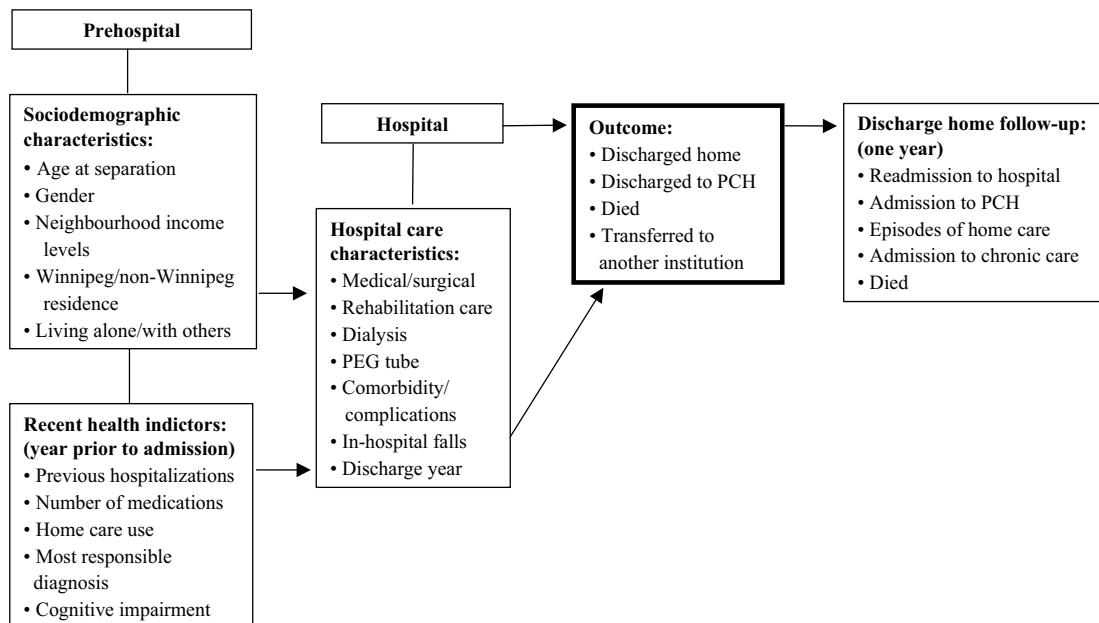 Prehospital
Sociodemographic
characteristics:
• Age at separation
• Gender
• Neighbourhood income
levels
• Winnipeg/non-Winnipeg
residence
• Living alone/with others
Recent health indictors:
(year prior to admission)
• Previous hospitalizations
• Number of medications
• Home care use
• Most responsible
diagnosis
• Cognitive impairment
Hospital
Hospital care
characteristics:
• Medical/surgical
• Rehabilitation care
• Dialysis
• PEG tube
• Comorbidity/
complications
• In-hospital falls
• Discharge year
Outcome:
• Discharged home
• Discharged to PCH
• Died
• Transferred to
another institution
Discharge home follow-up:
(one year)
• Readmission to hospital
• Admission to PCH
• Episodes of home care
• Admission to chronic care
• Died